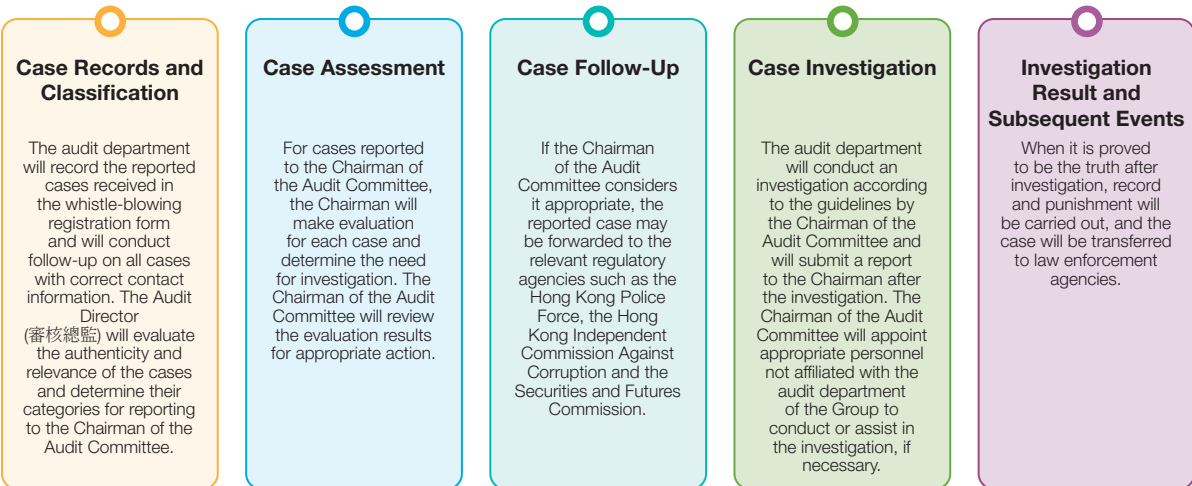 Case Records and
Classification
The audit department
will record the reported
cases received in
the whistle-blowing
registration form
and will conduct
follow-up on all cases
with correct contact
information. The Audit
Director
(審核總監) will evaluate
the authenticity and
relevance of the cases
and determine their
categories for reporting
to the Chairman of the
Audit Committee.
Case Assessment
For cases reported
to the Chairman of
the Audit Committee,
the Chairman will
make evaluation
for each case and
determine the need
for investigation. The
Chairman of the Audit
Committee will review
the evaluation results
for appropriate action.
Case Follow-Up
If the Chairman
of the Audit
Committee considers
it appropriate, the
reported case may
be forwarded to the
relevant regulatory
agencies such as the
Hong Kong Police
Force, the Hong
Kong Independent
Commission Against
Corruption and the
Securities and Futures
Commission.
Case Investigation
The audit department
will conduct an
investigation according
to the guidelines by
the Chairman of the
Audit Committee and
will submit a report
to the Chairman after
the investigation. The
Chairman of the Audit
Committee will appoint
appropriate personnel
not affiliated with the
audit department
of the Group to
conduct or assist in
the investigation, if
necessary.
Investigation
Result and
Subsequent Events
When it is proved
to be the truth after
investigation, record
and punishment will
be carried out, and the
case will be transferred
to law enforcement
agencies.